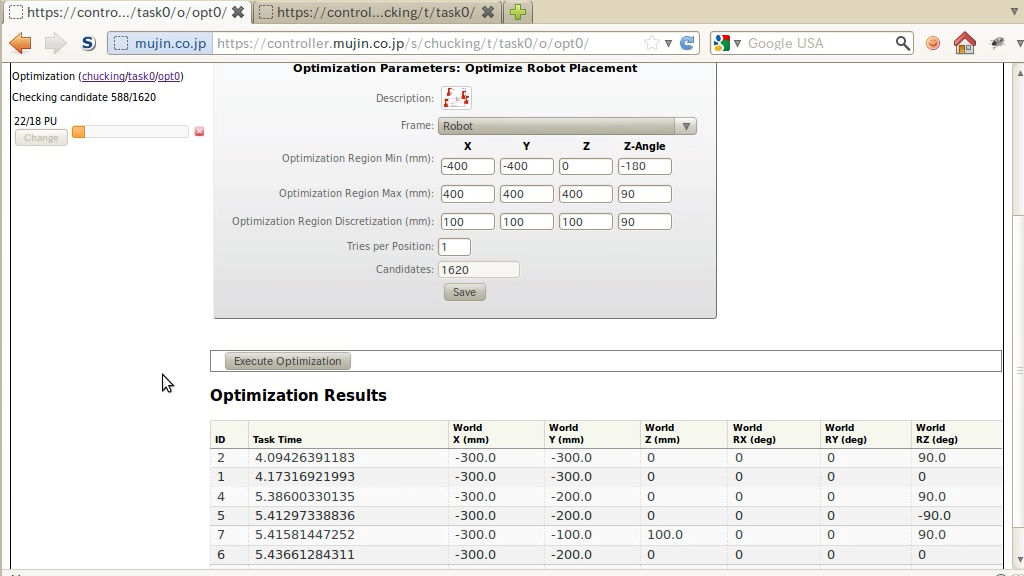 https://contro.../task0/o/opt0/
https://control...cking/t/task0/
S
mujin.co.jp
https://controller.mujin.co.jp/s/chucking/t/task0/o/opt0/
Google USA
Optimization (chucking/task0/opt0)
Checking candidate 588/1620
22/18 PU
Change
Optimization Parameters: Optimize Robot Placement
Description:
Frame: Robot
X Y Z Z-Angle
Optimization Region Min (mm): -400 -400 0 -180
Optimization Region Max (mm): 400 400 400 90
Optimization Region Discretization (mm): 100 100 100 90
Tries per Position: 1
Candidates: 1620
Save
Execute Optimization
Optimization Results
World World World World World World
ID Task Time X (mm) Y (mm) Z (mm) RX (deg) RY (deg) RZ (deg)
2 4.09426391183 -300.0 -300.0 0 0 0 90.0
1 4.17316921993 -300.0 -300.0 0 0 0 0
4 5.38600330135 -300.0 -200.0 0 0 0 90.0
5 5.41297338836 -300.0 -200.0 0 0 0 -90.0
7 5.41581447252 -300.0 -100.0 100.0 0 0 90.0
6 5.43661284311 -300.0 -200.0 0 0 0 0